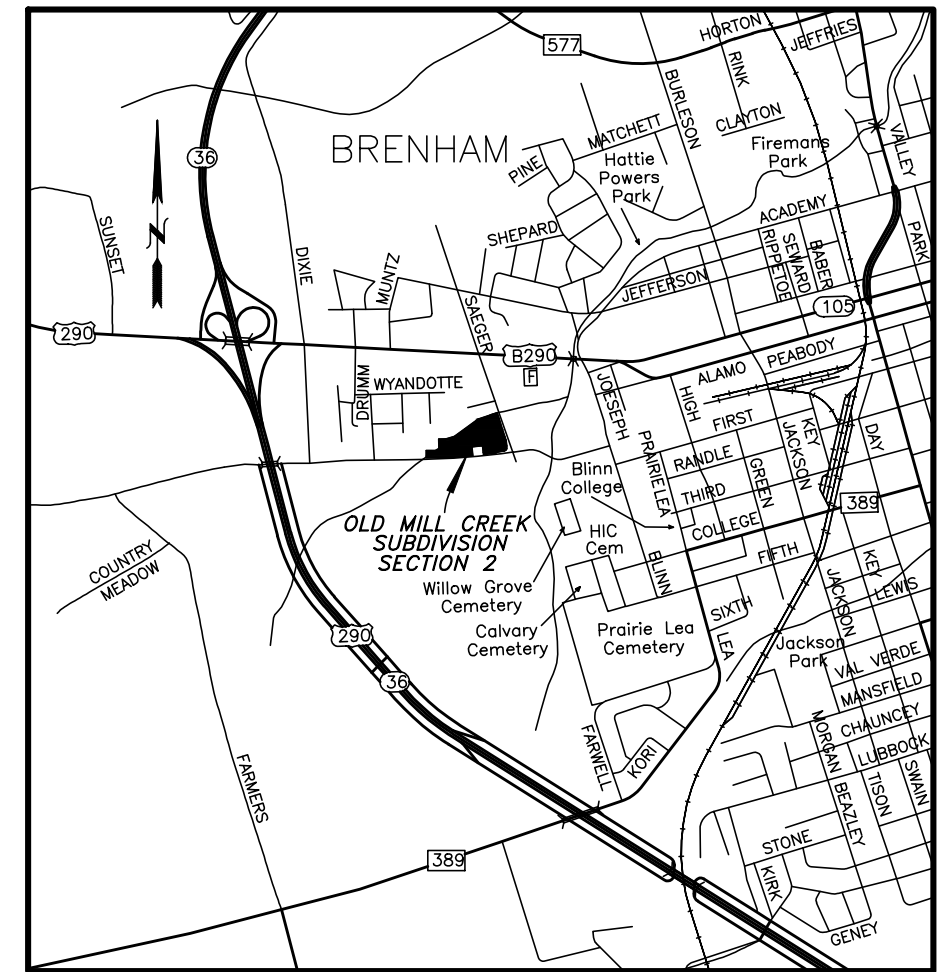 HORTON
JEFFRIES
577
RINK
BURLESON
CLAYTON
MATCHETT
36
BRENHAM
Firemans
Park
VALLEY
PINE
Hattie
Powers
Park
ACADEMY
SUNSET
DIXIE
SHEPARD
RIPPETOE
SEWARD
BABER
PARK
MUNTZ
JEFFERSON
SAEGER
105
290
B290
F
PEABODY
ALAMO
WYANDOTTE
DRUMM
JOESEPH
HIGH
FIRST
KEY
JACKSON
DAY
PRAIRIE LEA
RANDLE
GREEN
Blinn
College
THIRD
389
COLLEGE
OLD MILL CREEK
SUBDIVISION
SECTION 2
HIC
Cem
FIFTH
COUNTRY
MEADOW
BLINN
Willow Grove
Cemetery
KEY
LEWIS
JACKSON
SIXTH
290
Calvary
Cemetery
Prairie Lea
Cemetery
LEA
Jackson
Park
VAL VERDE
36
MANSFIELD
CHAUNCEY
MORGAN
LUBBOCK
FARWELL
KORI
FARMERS
SWAIN
TISON
BEAZLEY
STONE
389
KIRK
GENEY